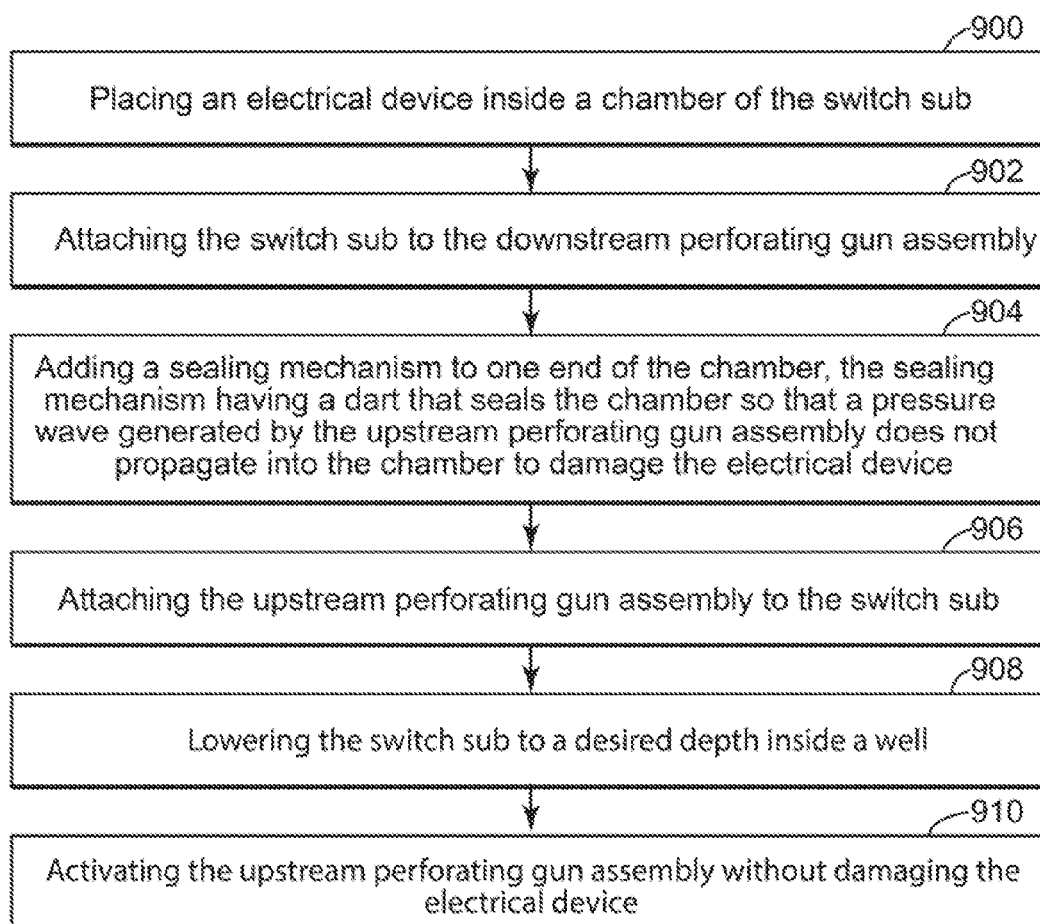 900
Placing an electrical device inside a chamber of the switch sub
902
Attaching the switch sub to the downstream perforating gun assembly
904
Adding a sealing mechanism to one end of the chamber, the sealing
mechanism having a dart that seals the chamber so that a pressure
wave generated by the upstream perforating gun assembly does not
propagate into the chamber to damage the electrical device
906
Attaching the upstream perforating gun assembly to the switch sub
908
Lowering the switch sub to a desired depth inside a well
910
Activating the upstream perforating gun assembly without damaging the
electrical device